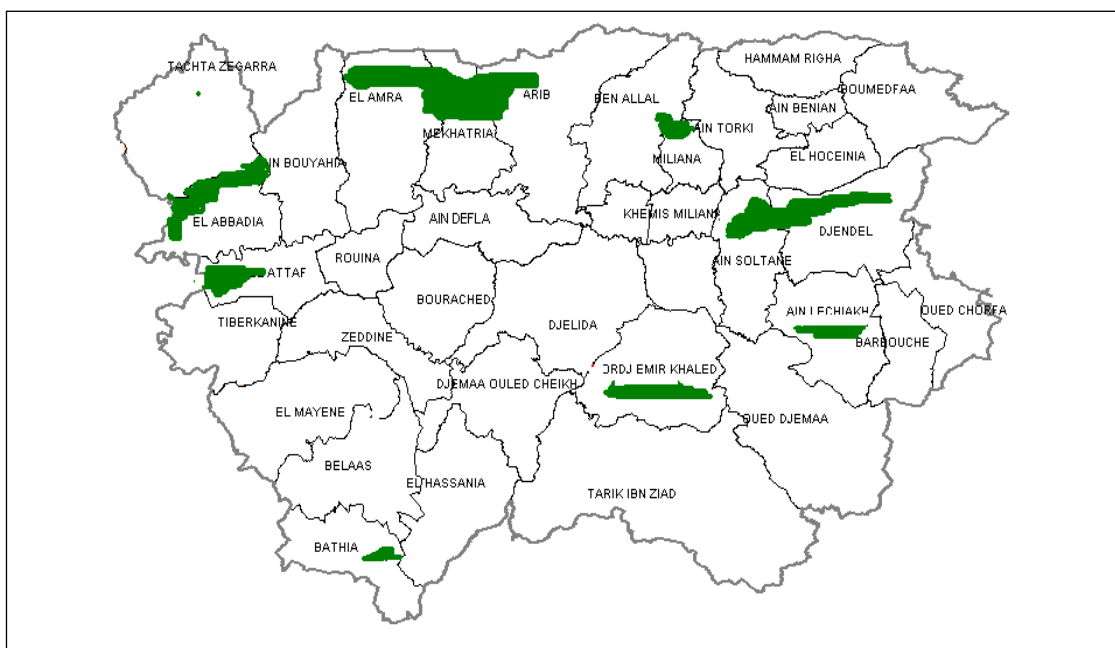 HAMMAM RIGHA
TACHTA ZEGARRA
BOUMEDFAA
EL AMRA
ARIB
BEN ALLAL
AIN BENIAN
MEKHATRIA
AIN TORKI
IN BOUYAHIA
MILIANA
EL HOCEINIA
EL ABBADIA
AIN DEFLA
KHEMIS MILIANA
DJENDEL
ROUINA
AIN SOLTANE
ATTAF
BOURACHED
AIN LECHIAKH
OUED CHORFA
TIBERKANINE
DJELIDA
ZEDDINE
BARBOUCHE
ORDJ EMIR KHALED
DJEMAA OULED CHEIKH
EL MAYENE
OUED DJEMAA
BELAAS
EL HASSANIA
TARIK IBN ZIAD
BATHIA